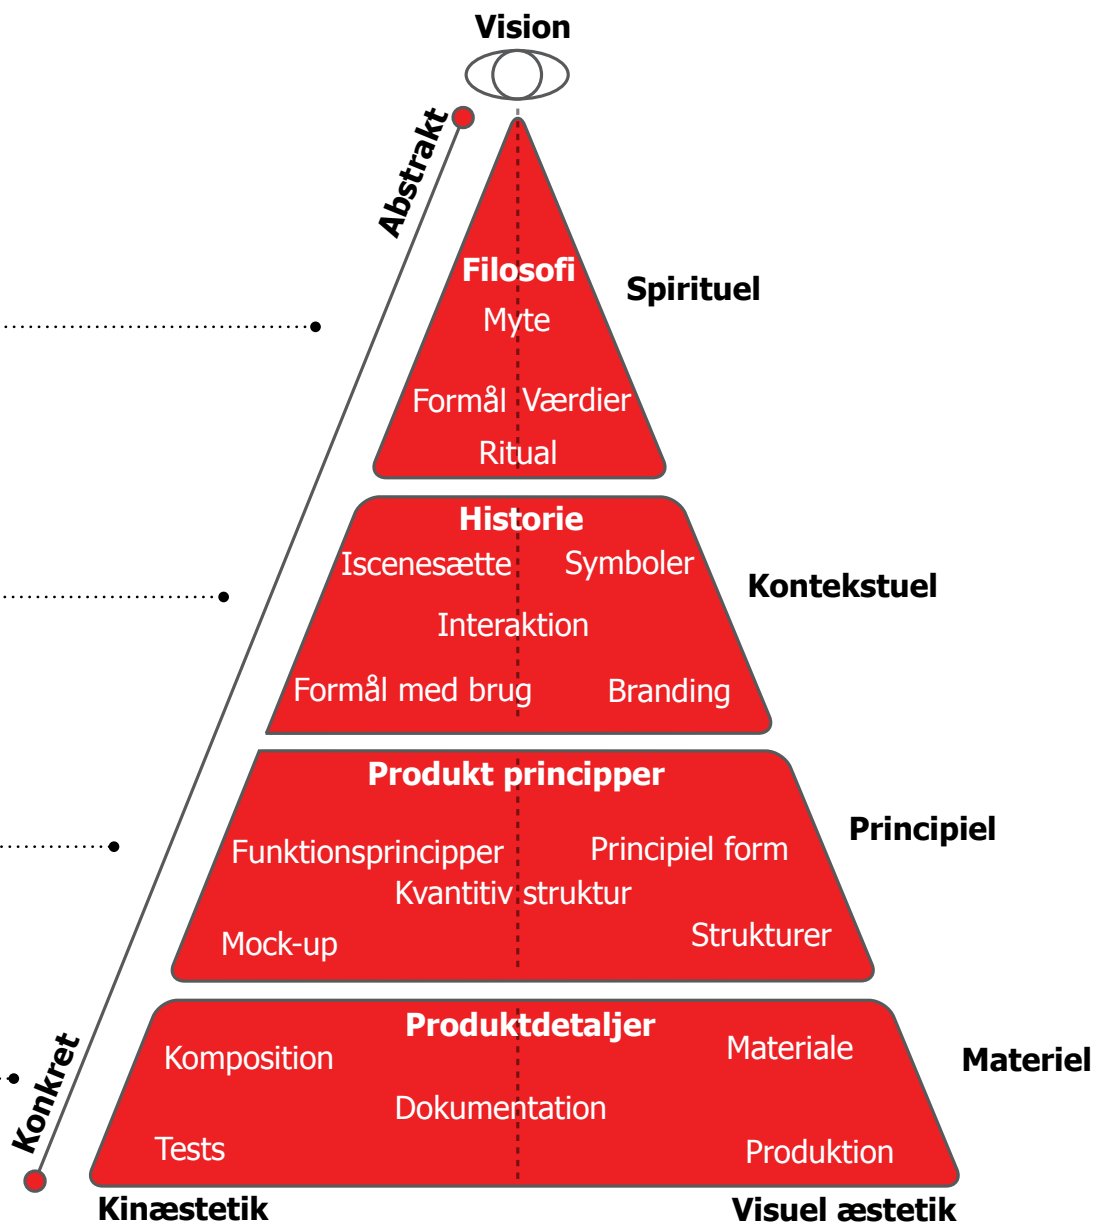 Vision
Abstrakt
Filosofi
Spirituel
Myte
Formål Værdier
Ritual
Historie
Iscenesætte Symboler
Kontekstuel
Interaktion
Formål med brug Branding
Produkt principper
Principiel
Funktionsprincipper Principiel form
Kvantitiv struktur
Mock-up Strukturer
Produktdetaljer
Konkret
Komposition Materiale
Materiel
Dokumentation
Tests Produktion
Kinæstetik Visuel æstetik